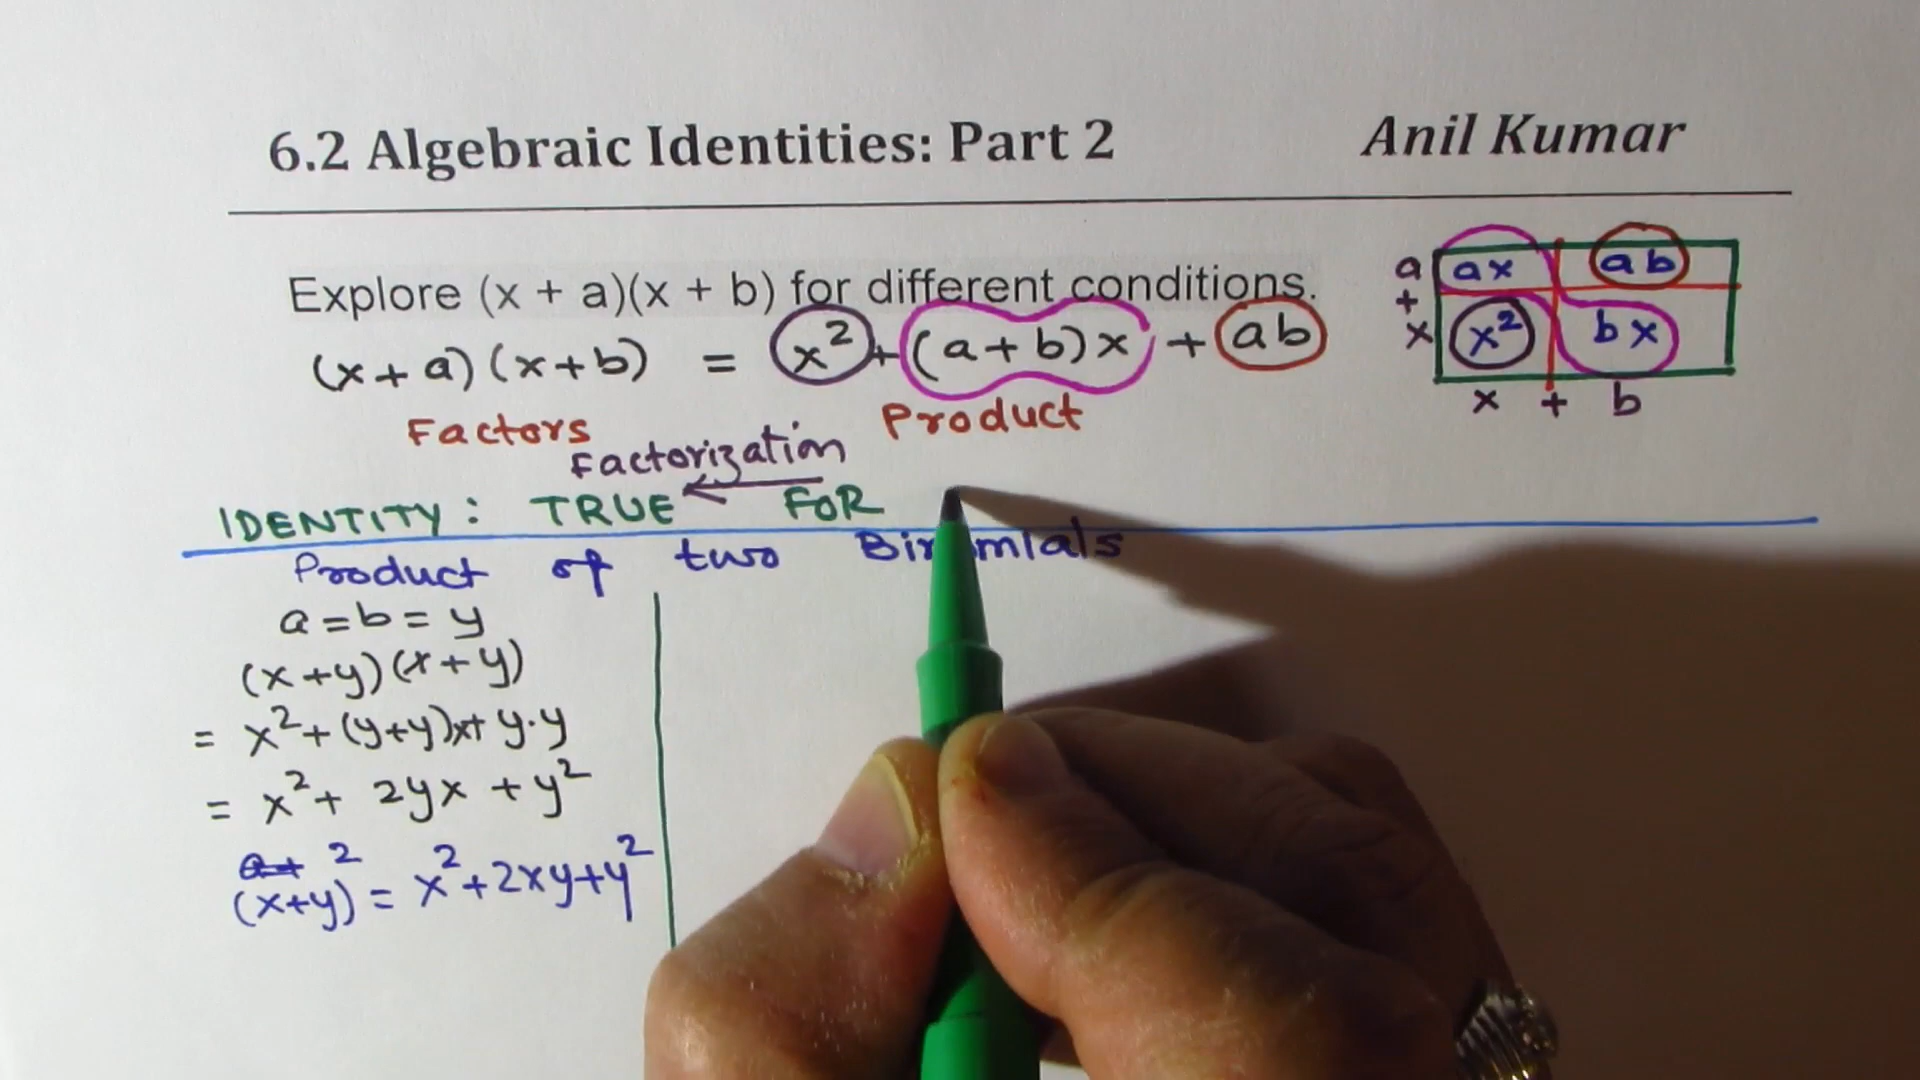 6.2 Algebraic Identities: Part 2 Anil Kumar
Explore (x + a)(x + b) for different conditions.
(x+a)(x+b) = x² + (a+b)x + ab
Factors Product
Factorization
IDENTITY: TRUE FOR
Product of two
a=b=y
(x+y)(x+y)
= x²+(y+y)x+ y·y
= x²+ 2yx + y²
(x+y)² = x²+2xy+y²
a ax ab
+
x x² bx
x + b